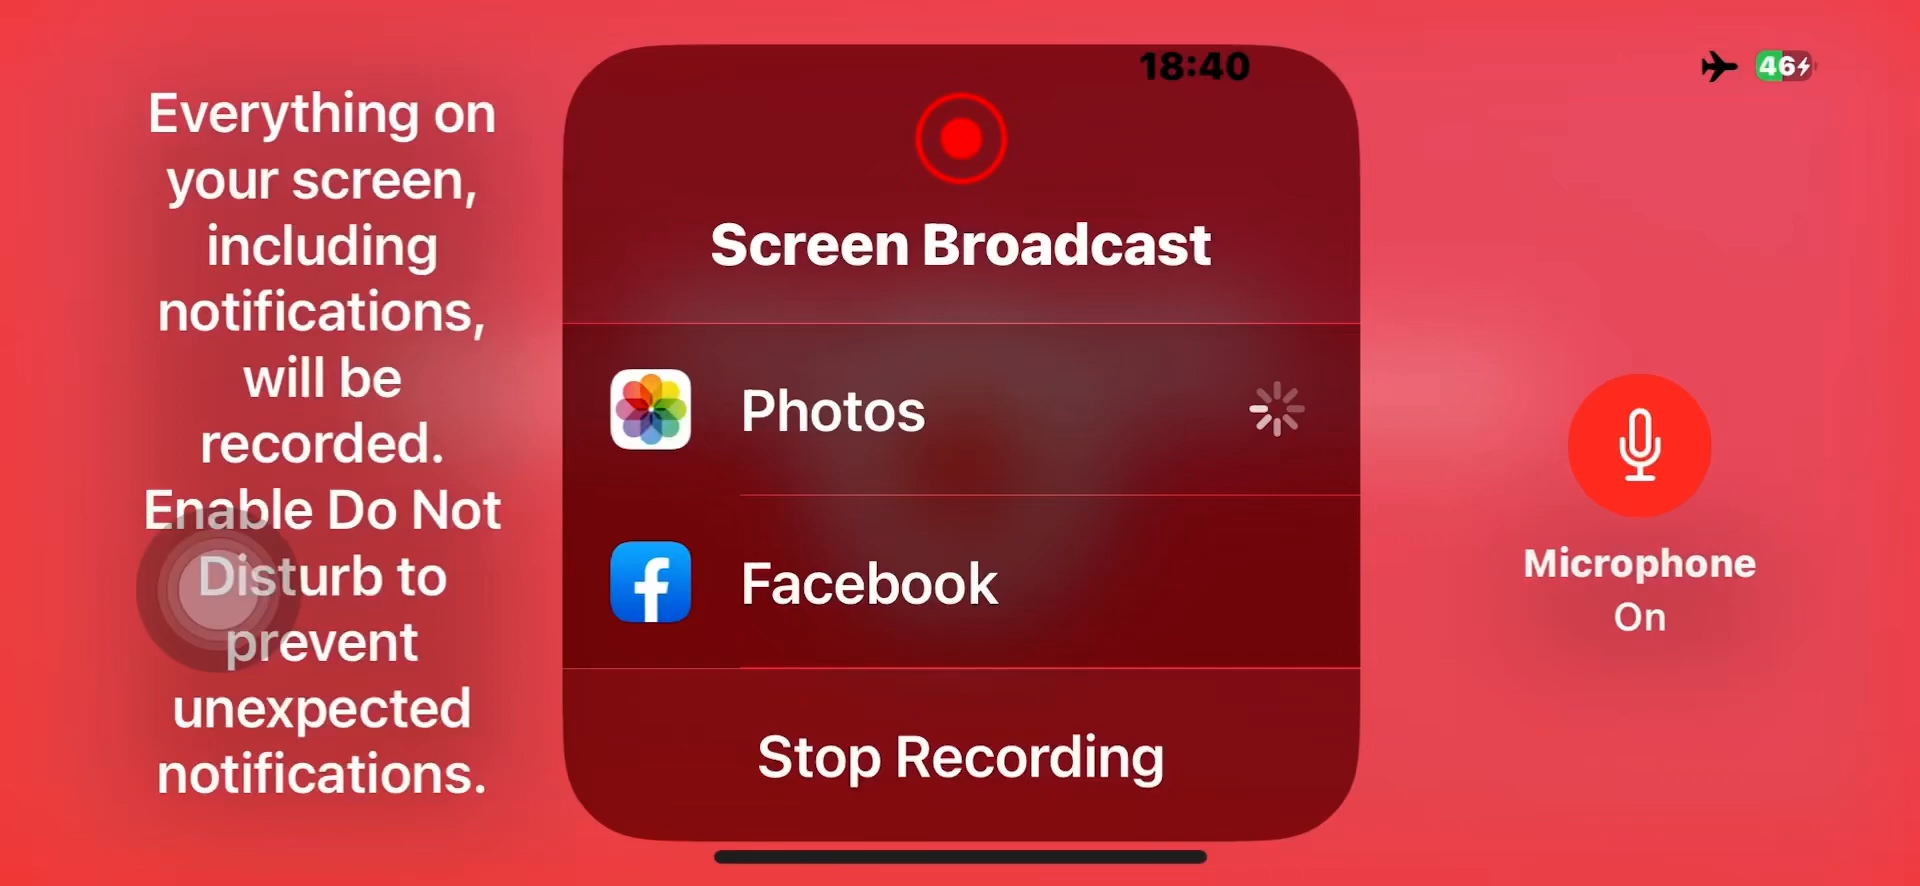 18:40
46
Everything on
your screen,
including
notifications,
will be
recorded.
Enable Do Not
Disturb to
prevent
unexpected
notifications.
Screen Broadcast
Photos
Facebook
Stop Recording
Microphone
On